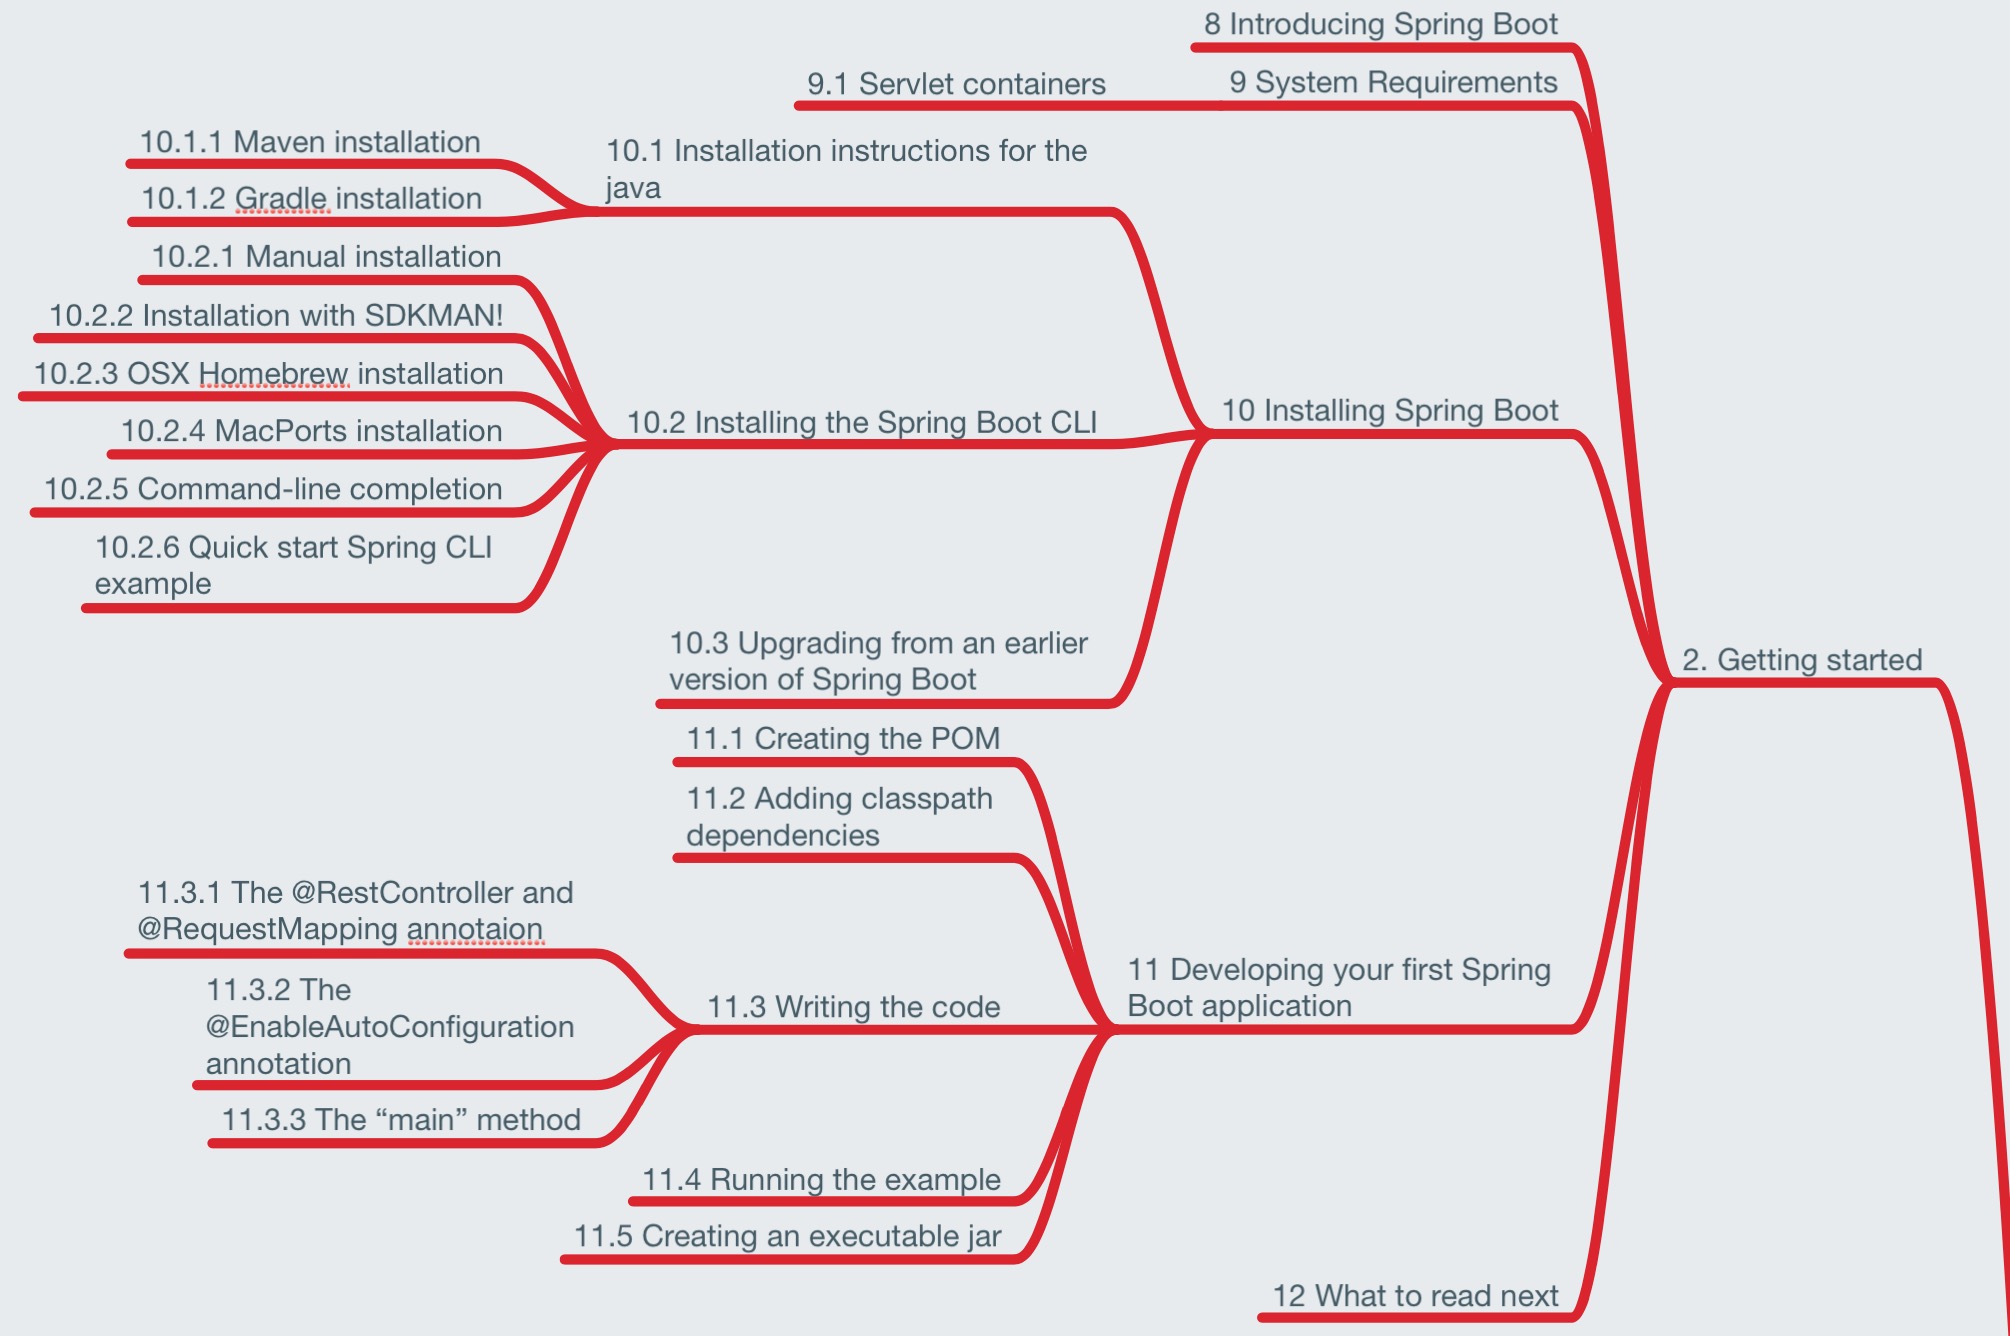 8 Introducing Spring Boot
9.1 Servlet containers
9 System Requirements
10.1.1 Maven installation
10.1.2 Gradle installation
10.1 Installation instructions for the
java
10.2.1 Manual installation
10.2.2 Installation with SDKMAN!
10.2.3 OSX Homebrew installation
10.2.4 MacPorts installation
10.2.5 Command-line completion
10.2.6 Quick start Spring CLI
example
10.2 Installing the Spring Boot CLI
10 Installing Spring Boot
10.3 Upgrading from an earlier
version of Spring Boot
2. Getting started
11.1 Creating the POM
11.2 Adding classpath
dependencies
11.3.1 The @RestController and
@RequestMapping annotaion
11.3.2 The
@EnableAutoConfiguration
annotation
11.3.3 The “main” method
11.3 Writing the code
11 Developing your first Spring
Boot application
11.4 Running the example
11.5 Creating an executable jar
12 What to read next